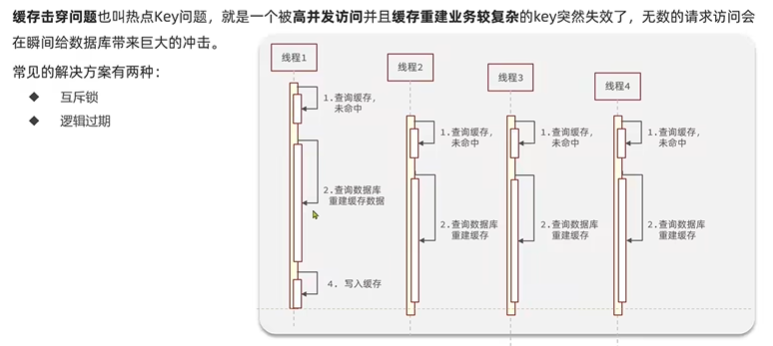 缓存击穿问题也叫热点Key问题，就是一个被高并发访问并且缓存重建业务较复杂的key突然失效了，无数的请求访问会
在瞬间给数据库带来巨大的冲击。
常见的解决方案有两种：
◆ 互斥锁
◆ 逻辑过期
线程1
线程2
线程3
线程4
1.查询缓存，
未命中
1.查询缓存，
未命中
1.查询缓存，
未命中
1.查询缓存，
未命中
2.查询数据库
重建缓存数据
2.查询数据库
重建缓存
2.查询数据库
重建缓存
2.查询数据库
重建缓存
4. 写入缓存